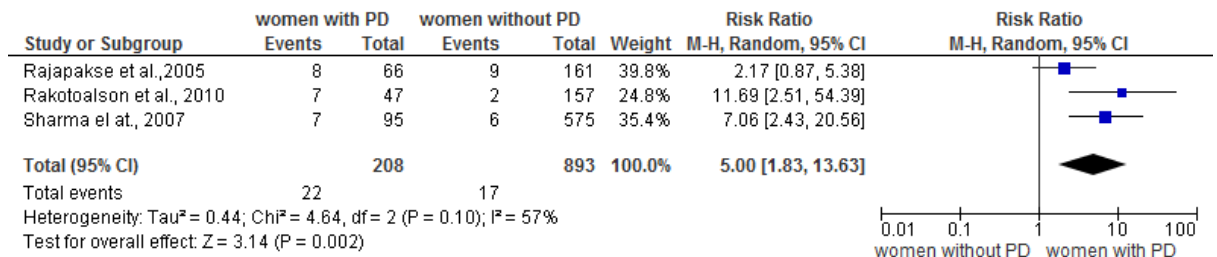 women with PD women without PD Risk Ratio Risk Ratio
Study or Subgroup Events Total Events Total Weight M-H, Random, 95% CI M-H, Random, 95% CI
Rajapakse et al.,2005 8 66 9 161 39.8% 2.17 [0.87, 5.38]
Rakotoalson et al., 2010 7 47 2 157 24.8% 11.69 [2.51, 54.39]
Sharma el at., 2007 7 95 6 575 35.4% 7.06 [2.43, 20.56]
Total (95% CI) 208 893 100.0% 5.00 [1.83, 13.63]
Total events 22 17
Heterogeneity: Tau² = 0.44; Chi² = 4.64, df = 2 (P = 0.10); I² = 57%
Test for overall effect: Z = 3.14 (P = 0.002)
0.01 0.1 1 10 100
women without PD women with PD